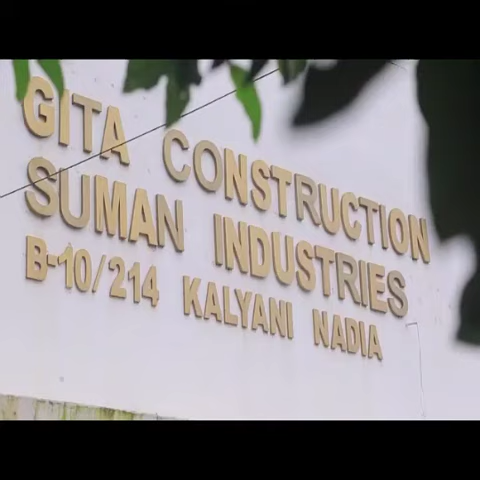 GITA CONSTRUCTION
SUMAN INDUSTRIES
B-10/214 KALYANI NADIA